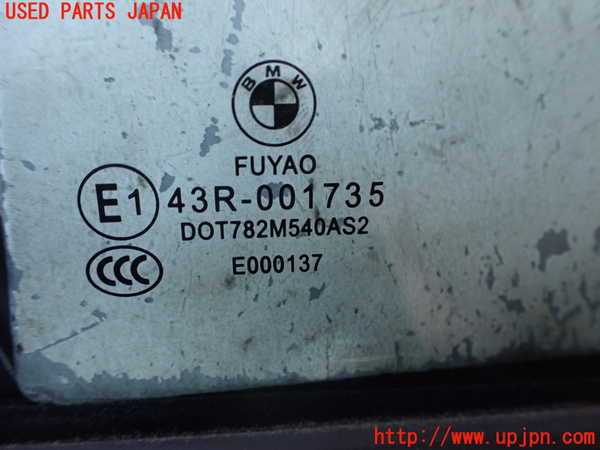 USED PARTS JAPAN
BMW
FUYAO
E1 43R-001735
DOT782M540AS2
CCC E000137
http://www.upjpn.com